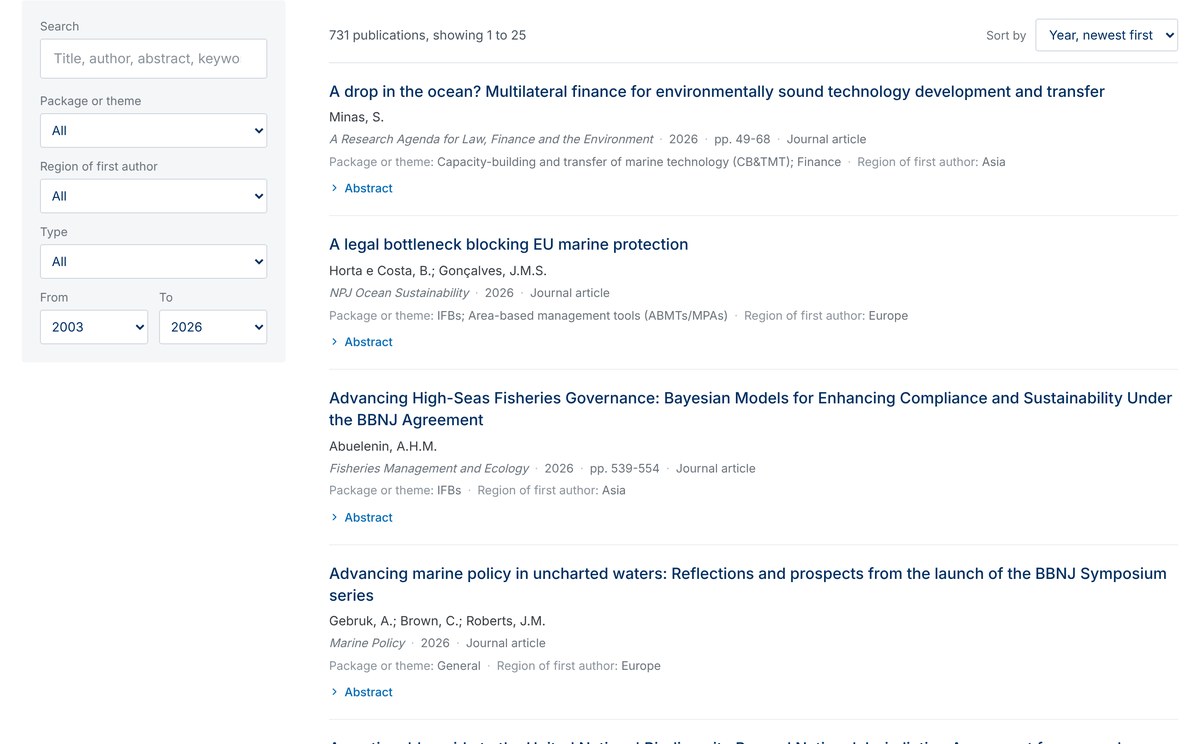 Search
Title, author, abstract, keywo
Package or theme
All
Region of first author
All
Type
All
From To
2003 2026
731 publications, showing 1 to 25
Sort by Year, newest first
A drop in the ocean? Multilateral finance for environmentally sound technology development and transfer
Minas, S.
A Research Agenda for Law, Finance and the Environment · 2026 · pp. 49-68 · Journal article
Package or theme: Capacity-building and transfer of marine technology (CB&TMT); Finance · Region of first author: Asia
Abstract
A legal bottleneck blocking EU marine protection
Horta e Costa, B.; Gonçalves, J.M.S.
NPJ Ocean Sustainability · 2026 · Journal article
Package or theme: IFBs; Area-based management tools (ABMTs/MPAs) · Region of first author: Europe
Abstract
Advancing High-Seas Fisheries Governance: Bayesian Models for Enhancing Compliance and Sustainability Under
the BBNJ Agreement
Abuelenin, A.H.M.
Fisheries Management and Ecology · 2026 · pp. 539-554 · Journal article
Package or theme: IFBs · Region of first author: Asia
Abstract
Advancing marine policy in uncharted waters: Reflections and prospects from the launch of the BBNJ Symposium
series
Gebruk, A.; Brown, C.; Roberts, J.M.
Marine Policy · 2026 · Journal article
Package or theme: General · Region of first author: Europe
Abstract